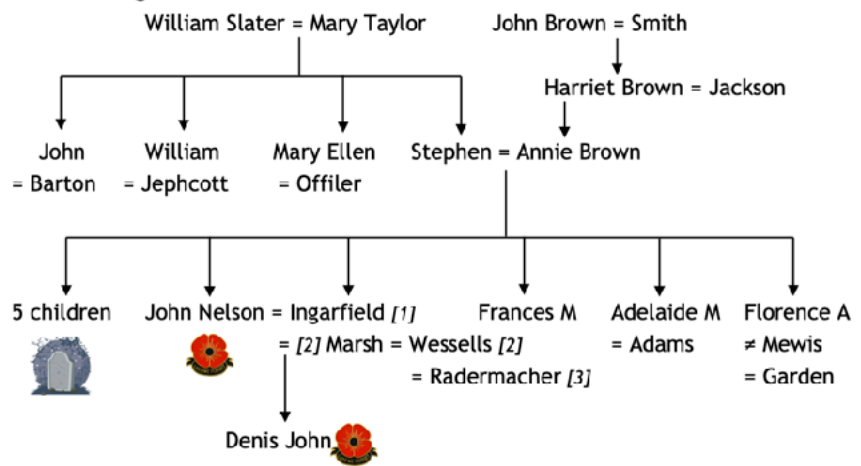 William Slater = Mary Taylor John Brown = Smith
Harriet Brown = Jackson
John William Mary Ellen Stephen = Annie Brown
= Barton = Jephcott = Offiler
5 children John Nelson = Ingarfield [1] Frances M Adelaide M Florence A
= [2] Marsh = Wessells [2] = Adams ≠ Mewis
= Radermacher [3] = Garden
Denis John